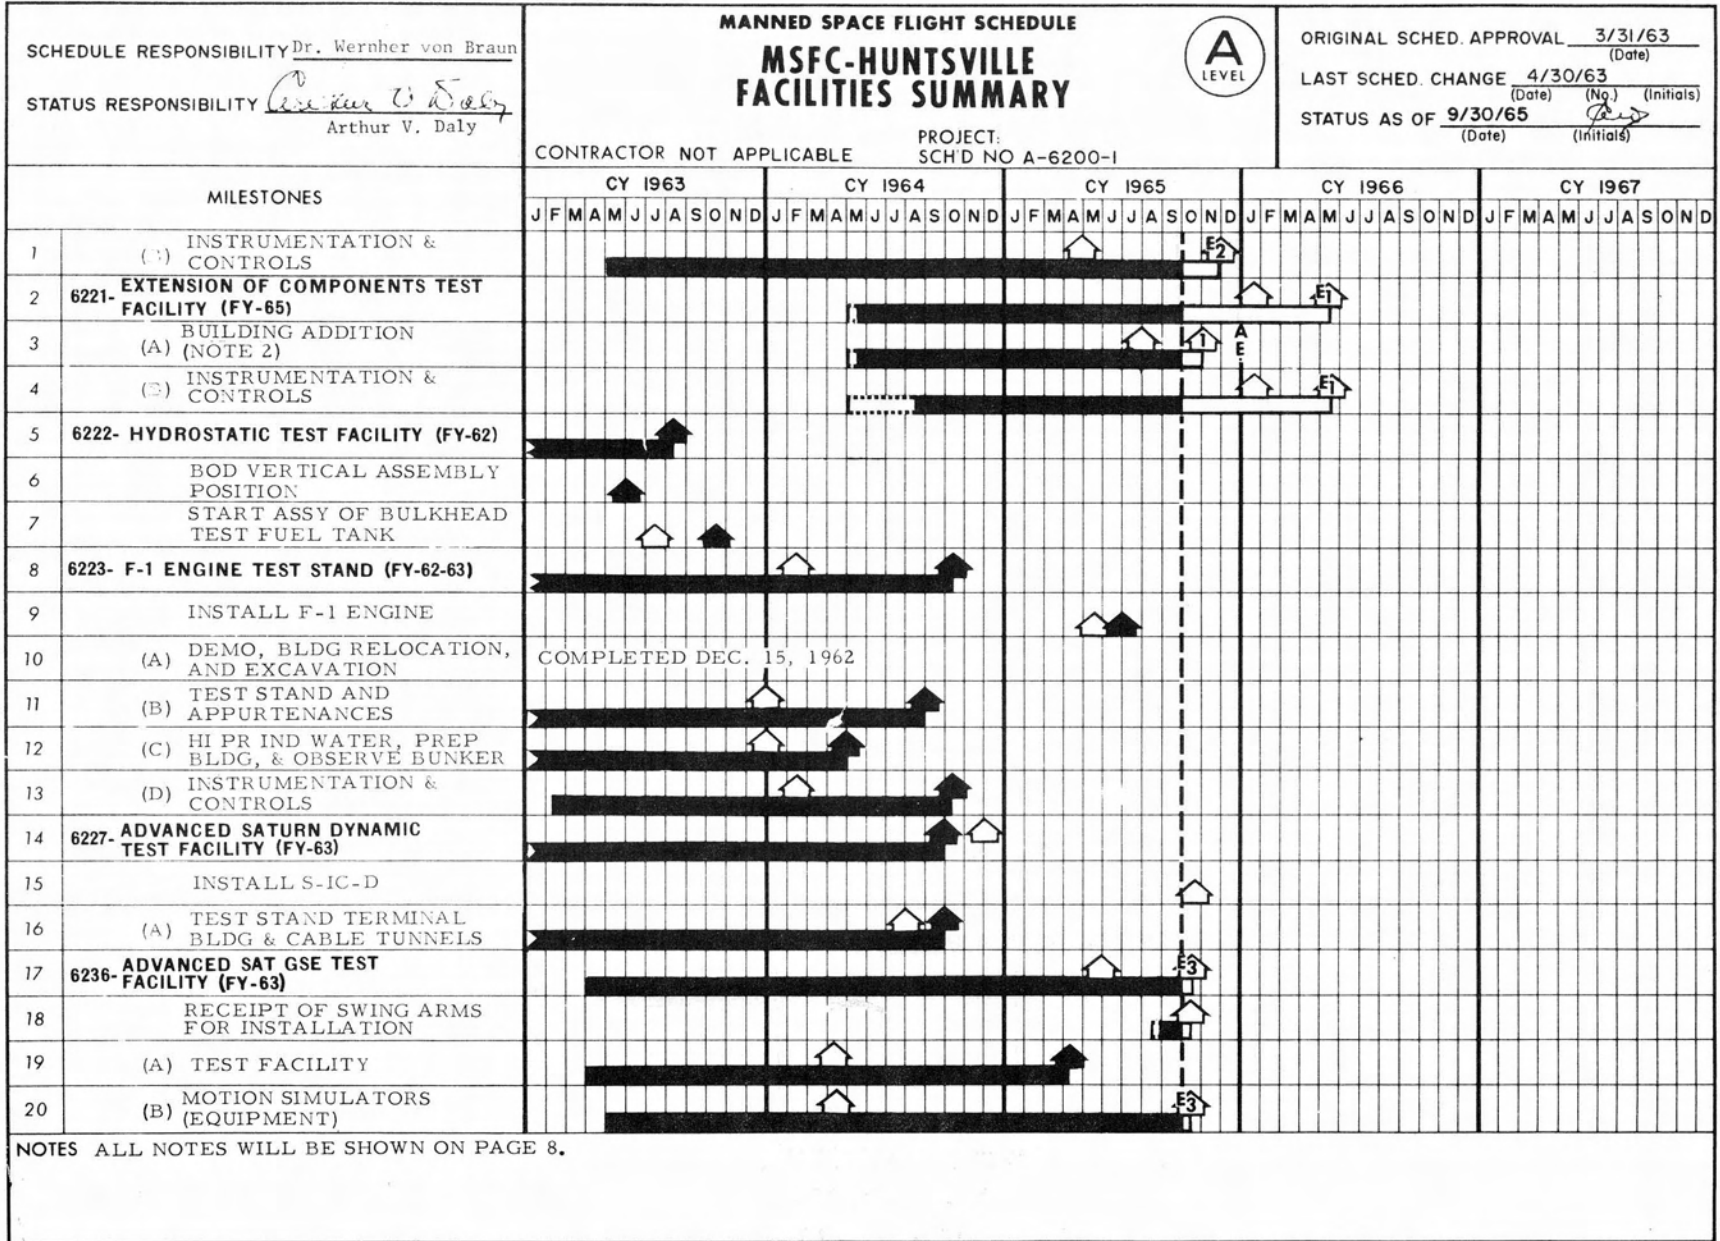 SCHEDULE RESPONSIBILITY Dr. Wernher von Braun
STATUS RESPONSIBILITY
Arthur V. Daly
MANNED SPACE FLIGHT SCHEDULE
MSFC-HUNTSVILLE
FACILITIES SUMMARY
A
LEVEL
CONTRACTOR NOT APPLICABLE
PROJECT:
SCH'D NO A-6200-1
ORIGINAL SCHED. APPROVAL 3/31/63
(Date)
LAST SCHED. CHANGE 4/30/63
(Date) (No.) (Initials)
STATUS AS OF 9/30/65
(Date) (Initials)
MILESTONES
CY 1963 CY 1964 CY 1965 CY 1966 CY 1967
J F M A M J J A S O N D J F M A M J J A S O N D J F M A M J J A S O N D J F M A M J J A S O N D J F M A M J J A S O N D
1 INSTRUMENTATION &
CONTROLS
E2
2 6221- EXTENSION OF COMPONENTS TEST
FACILITY (FY-65)
E1
3 (A) BUILDING ADDITION
(NOTE 2)
1
A
E
4 INSTRUMENTATION &
CONTROLS
E1
5 6222- HYDROSTATIC TEST FACILITY (FY-62)
6 BOD VERTICAL ASSEMBLY
POSITION
7 START ASSY OF BULKHEAD
TEST FUEL TANK
8 6223- F-1 ENGINE TEST STAND (FY-62-63)
9 INSTALL F-1 ENGINE
10 (A) DEMO, BLDG RELOCATION,
AND EXCAVATION
COMPLETED DEC. 15, 1962
11 (B) TEST STAND AND
APPURTENANCES
12 (C) HI PR IND WATER, PREP
BLDG, & OBSERVE BUNKER
13 (D) INSTRUMENTATION &
CONTROLS
14 6227- ADVANCED SATURN DYNAMIC
TEST FACILITY (FY-63)
15 INSTALL S-IC-D
16 (A) TEST STAND TERMINAL
BLDG & CABLE TUNNELS
17 6236- ADVANCED SAT GSE TEST
FACILITY (FY-63)
E3
18 RECEIPT OF SWING ARMS
FOR INSTALLATION
19 (A) TEST FACILITY
20 (B) MOTION SIMULATORS
(EQUIPMENT)
E3
NOTES ALL NOTES WILL BE SHOWN ON PAGE 8.